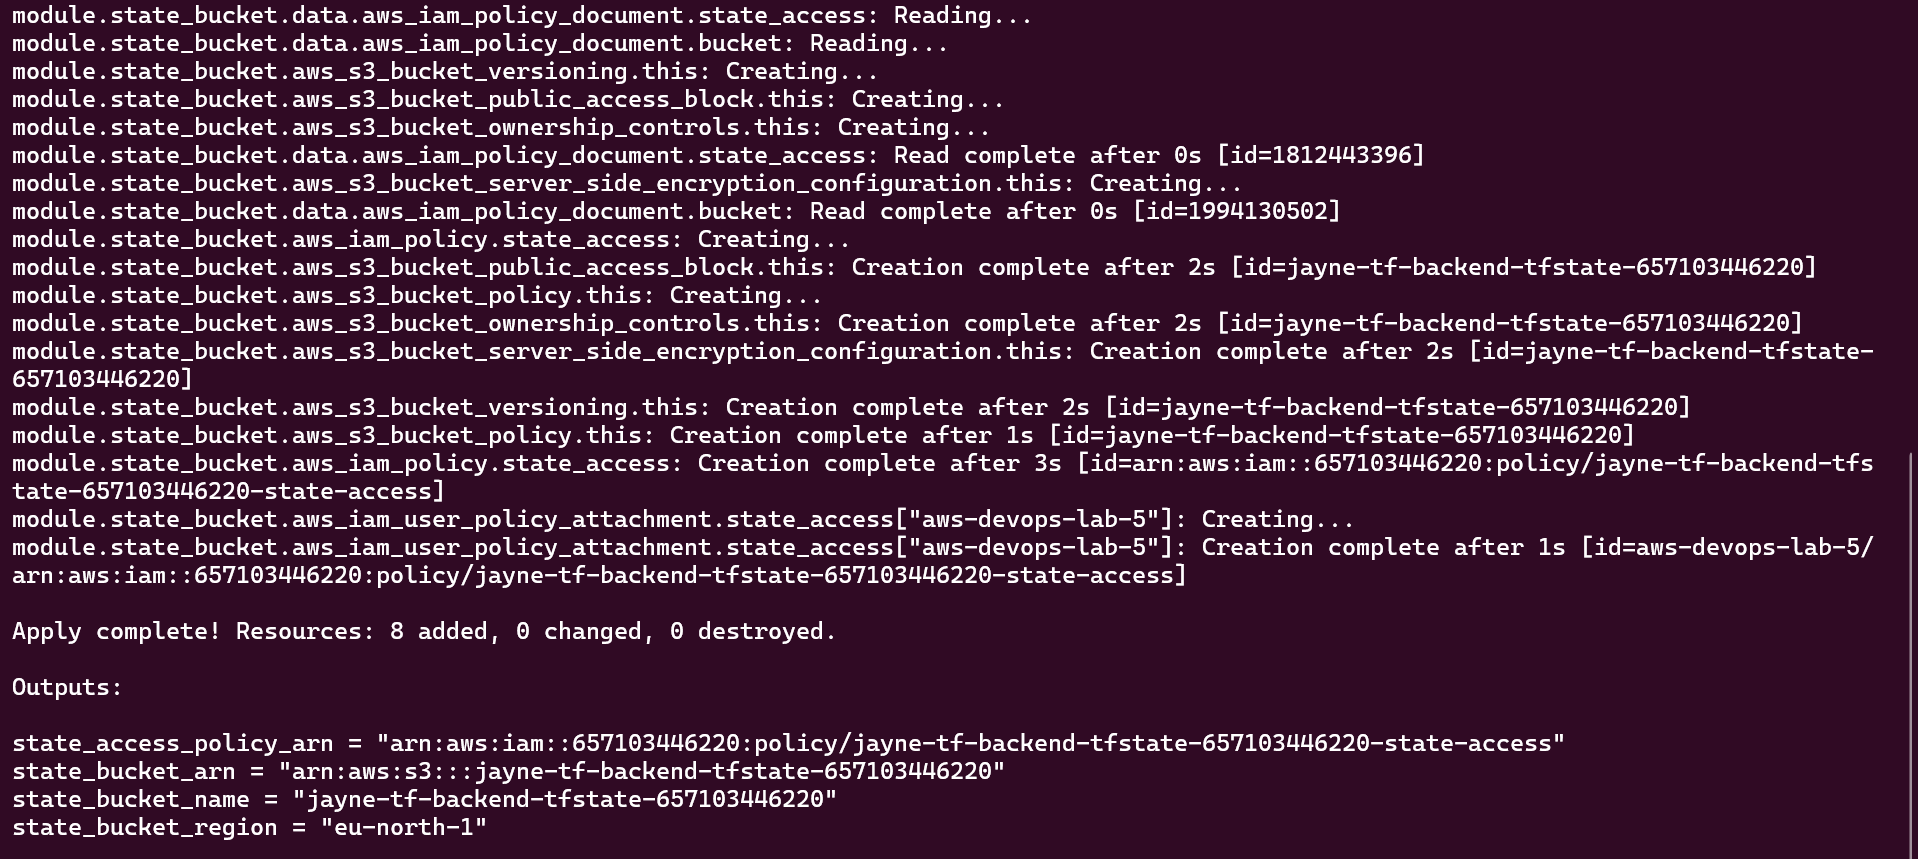 module.state_bucket.data.aws_iam_policy_document.state_access: Reading...
module.state_bucket.data.aws_iam_policy_document.bucket: Reading...
module.state_bucket.aws_s3_bucket_versioning.this: Creating...
module.state_bucket.aws_s3_bucket_public_access_block.this: Creating...
module.state_bucket.aws_s3_bucket_ownership_controls.this: Creating...
module.state_bucket.data.aws_iam_policy_document.state_access: Read complete after 0s [id=1812443396]
module.state_bucket.aws_s3_bucket_server_side_encryption_configuration.this: Creating...
module.state_bucket.data.aws_iam_policy_document.bucket: Read complete after 0s [id=1994130502]
module.state_bucket.aws_iam_policy.state_access: Creating...
module.state_bucket.aws_s3_bucket_public_access_block.this: Creation complete after 2s [id=jayne-tf-backend-tfstate-657103446220]
module.state_bucket.aws_s3_bucket_policy.this: Creating...
module.state_bucket.aws_s3_bucket_ownership_controls.this: Creation complete after 2s [id=jayne-tf-backend-tfstate-657103446220]
module.state_bucket.aws_s3_bucket_server_side_encryption_configuration.this: Creation complete after 2s [id=jayne-tf-backend-tfstate-
657103446220]
module.state_bucket.aws_s3_bucket_versioning.this: Creation complete after 2s [id=jayne-tf-backend-tfstate-657103446220]
module.state_bucket.aws_s3_bucket_policy.this: Creation complete after 1s [id=jayne-tf-backend-tfstate-657103446220]
module.state_bucket.aws_iam_policy.state_access: Creation complete after 3s [id=arn:aws:iam::657103446220:policy/jayne-tf-backend-tfs
tate-657103446220-state-access]
module.state_bucket.aws_iam_user_policy_attachment.state_access["aws-devops-lab-5"]: Creating...
module.state_bucket.aws_iam_user_policy_attachment.state_access["aws-devops-lab-5"]: Creation complete after 1s [id=aws-devops-lab-5/
arn:aws:iam::657103446220:policy/jayne-tf-backend-tfstate-657103446220-state-access]

Apply complete! Resources: 8 added, 0 changed, 0 destroyed.

Outputs:

state_access_policy_arn = "arn:aws:iam::657103446220:policy/jayne-tf-backend-tfstate-657103446220-state-access"
state_bucket_arn = "arn:aws:s3:::jayne-tf-backend-tfstate-657103446220"
state_bucket_name = "jayne-tf-backend-tfstate-657103446220"
state_bucket_region = "eu-north-1"